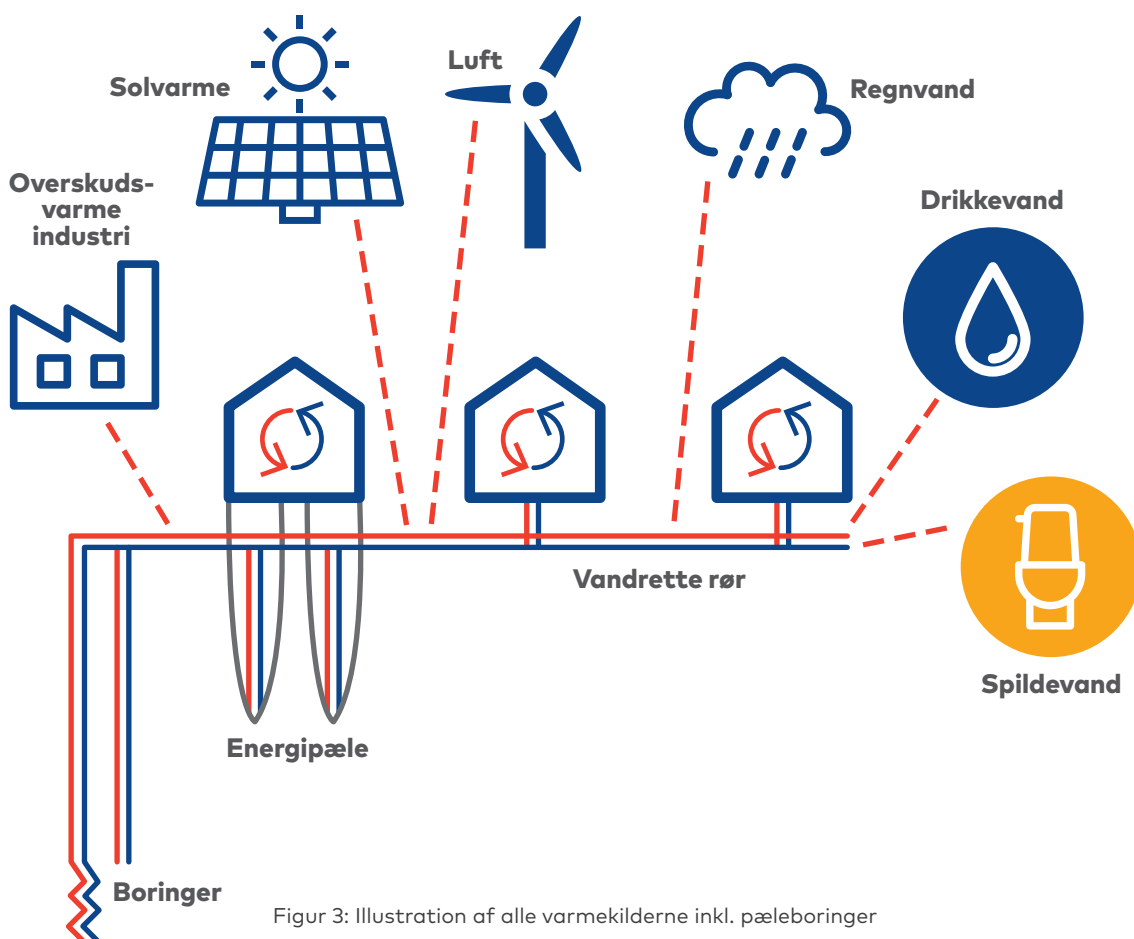 Solvarme
Luft
Regnvand
Overskuds-
varme
industri
Drikkevand
Vandrette rør
Spildevand
Energipæle
Boringer
Figur 3: Illustration af alle varmekilderne inkl. pæleboringer